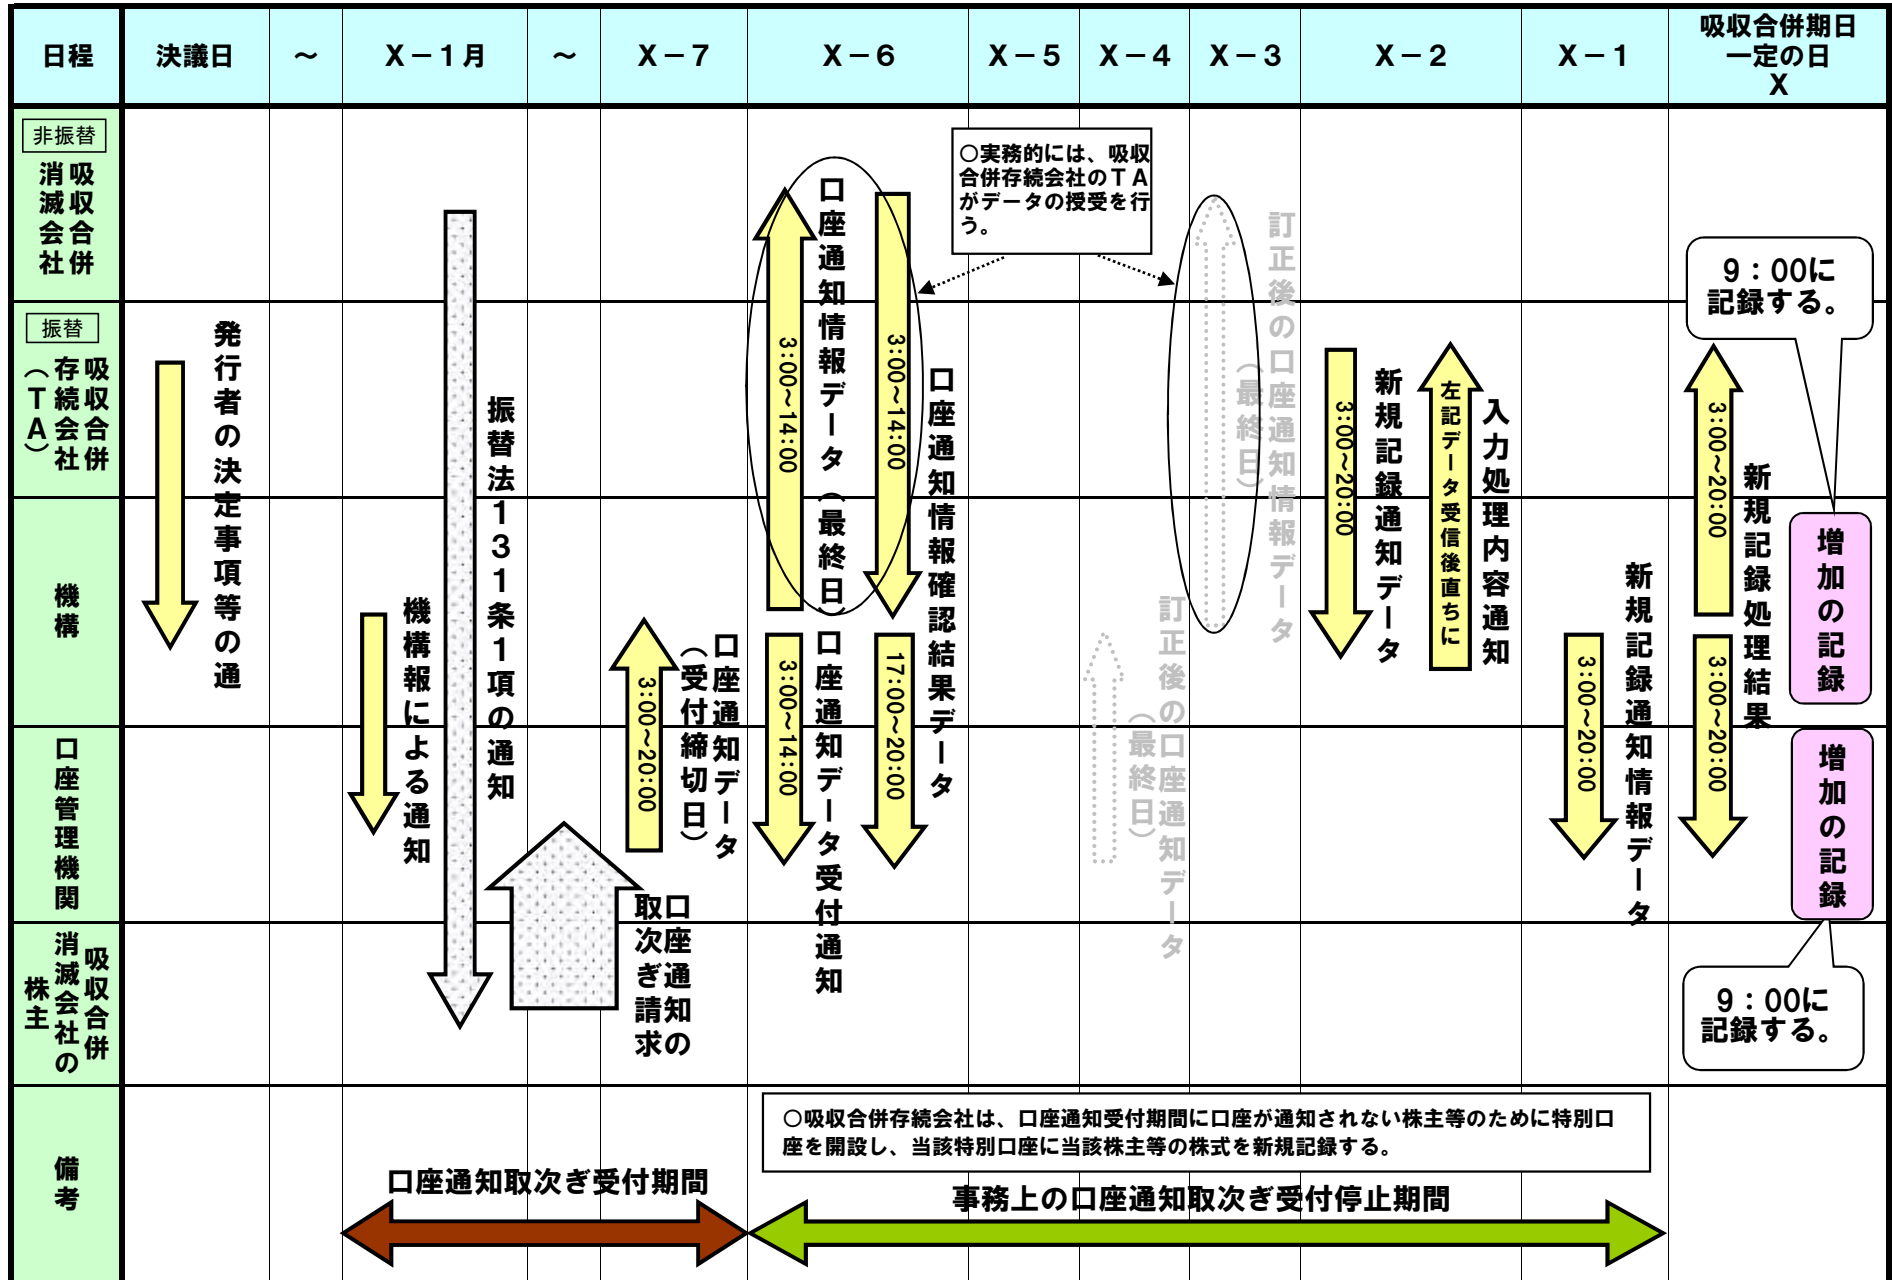 日程
決議日
～
X－1月
～
X－7
X－6
X－5
X－4
X－3
X－2
X－1
吸収合併期日
一定の日
X
非振替
吸収合併
消滅会社
振替
吸収合併
存続会社
（TA）
機構
口座管理機関
吸収合併
消滅会社の
株主
備考
発行者の決定事項等の通
機構報による通知
振替法131条1項の通知
口座通知の
取次ぎ請求
口座通知データ
（受付締切日）
3:00～20:00
口座通知情報データ（最終日）
3:00～14:00
3:00～14:00
口座通知情報確認結果データ
口座通知データ受付通知
3:00～14:00
17:00～20:00
○実務的には、吸収
合併存続会社のTA
がデータの授受を行
う。
訂正後の口座通知データ
（最終日）
訂正後の口座通知情報データ
（最終日）
3:00～20:00
新規記録通知データ
左記データ受信後直ちに
入力処理内容通知
3:00～20:00
新規記録通知情報データ
3:00～20:00
3:00～20:00
新規記録処理結果
9：00に
記録する。
増加の記録
増加の記録
9：00に
記録する。
○吸収合併存続会社は、口座通知受付期間に口座が通知されない株主等のために特別口
座を開設し、当該特別口座に当該株主等の株式を新規記録する。
口座通知取次ぎ受付期間
事務上の口座通知取次ぎ受付停止期間